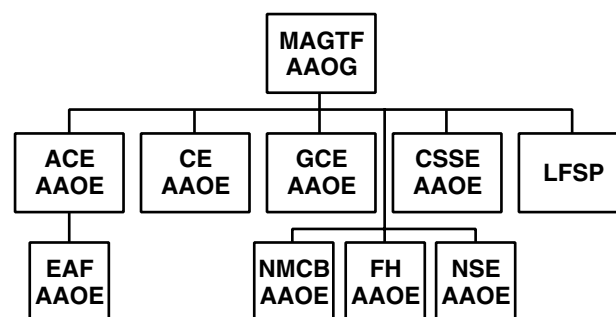 MAGTF
AAOG
ACE
AAOE
CE
AAOE
GCE
AAOE
CSSE
AAOE
LFSP
EAF
AAOE
NMCB
AAOE
FH
AAOE
NSE
AAOE